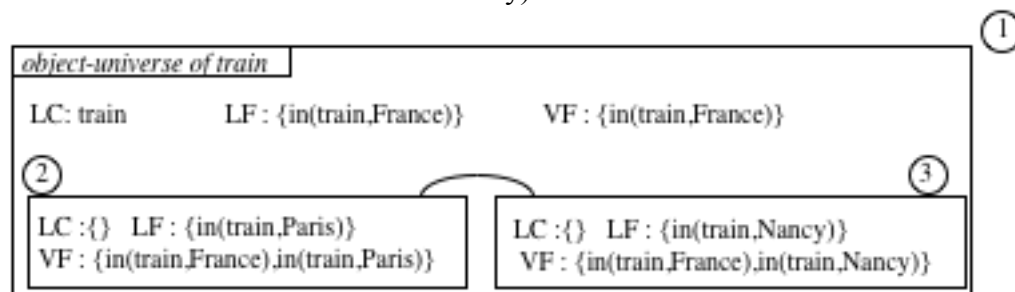 y)
1
object-universe of train
LC: train LF : {in(train,France)} VF : {in(train,France)}
2 3
LC :{} LF : {in(train,Paris)} LC :{} LF : {in(train,Nancy)}
VF : {in(train,France),in(train,Paris)} VF : {in(train,France),in(train,Nancy)}